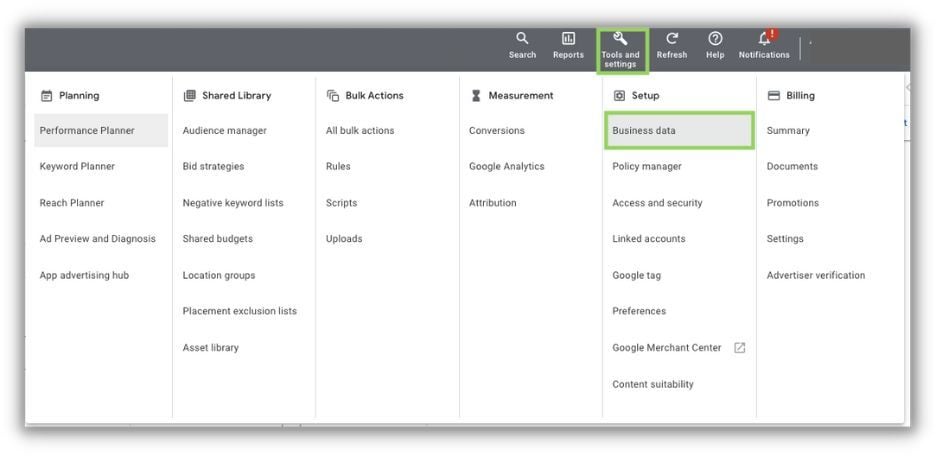 Search
Reports
Tools and
settings
Refresh
Help
!
Notifications
Planning
Performance Planner
Keyword Planner
Reach Planner
Ad Preview and Diagnosis
App advertising hub
Shared Library
Audience manager
Bid strategies
Negative keyword lists
Shared budgets
Location groups
Placement exclusion lists
Asset library
Bulk Actions
All bulk actions
Rules
Scripts
Uploads
Measurement
Conversions
Google Analytics
Attribution
Setup
Business data
Policy manager
Access and security
Linked accounts
Google tag
Preferences
Google Merchant Center
Content suitability
Billing
Summary
Documents
Promotions
Settings
Advertiser verification